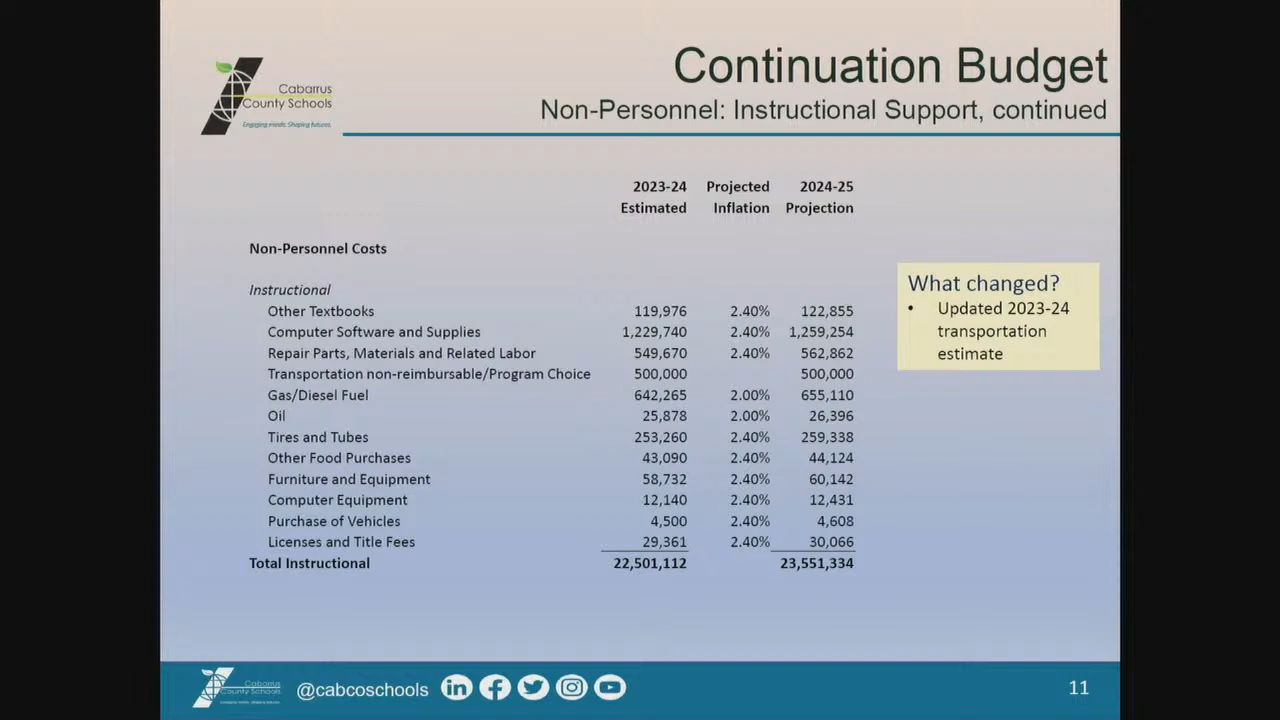 Cabarrus
County Schools
Engaging minds. Shaping futures.
Continuation Budget
Non-Personnel: Instructional Support, continued
2023-24 Projected 2024-25
Estimated Inflation Projection
Non-Personnel Costs
Instructional
Other Textbooks 119,976 2.40% 122,855
Computer Software and Supplies 1,229,740 2.40% 1,259,254
Repair Parts, Materials and Related Labor 549,670 2.40% 562,862
Transportation non-reimbursable/Program Choice 500,000 500,000
Gas/Diesel Fuel 642,265 2.00% 655,110
Oil 25,878 2.00% 26,396
Tires and Tubes 253,260 2.40% 259,338
Other Food Purchases 43,090 2.40% 44,124
Furniture and Equipment 58,732 2.40% 60,142
Computer Equipment 12,140 2.40% 12,431
Purchase of Vehicles 4,500 2.40% 4,608
Licenses and Title Fees 29,361 2.40% 30,066
Total Instructional 22,501,112 23,551,334
What changed?
• Updated 2023-24
transportation
estimate
Cabarrus
County Schools
@cabcoschools
11